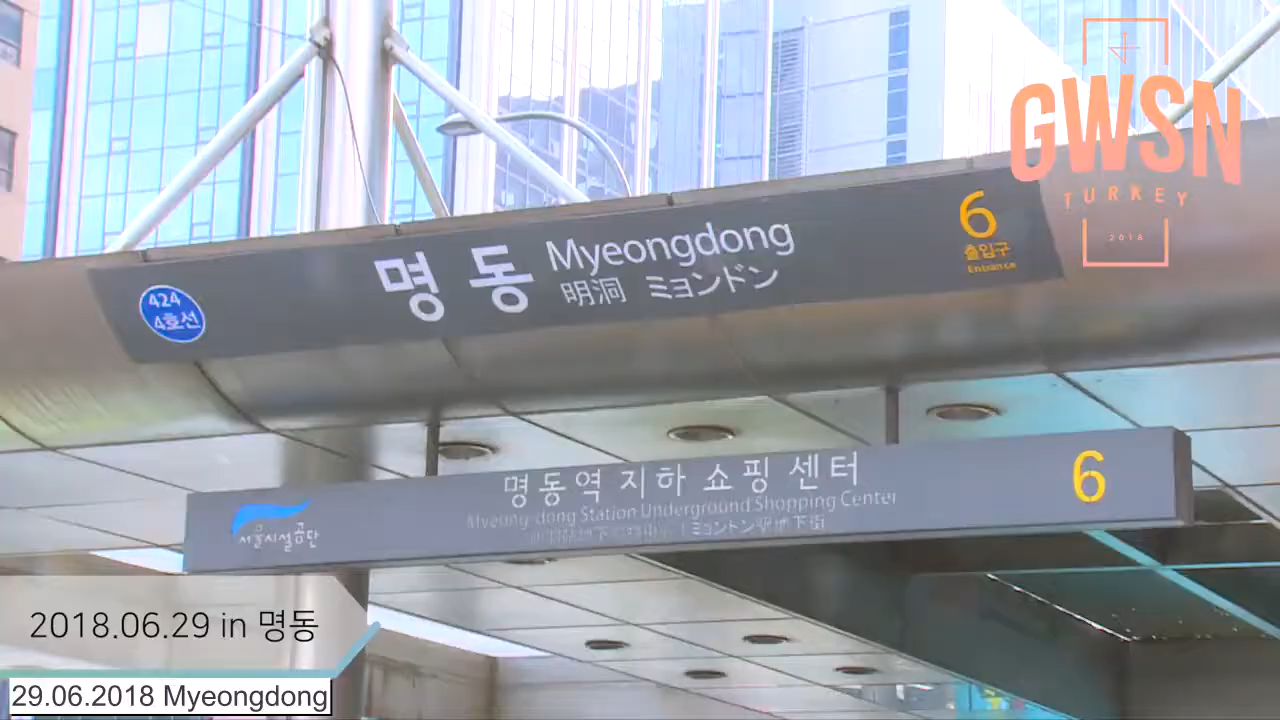 GWSN
TURKEY
2018
424
4호선
명동
Myeongdong
明洞 ミョンドン
6
출입구
Entrance
명동역 지하 쇼핑 센터
Myeong-dong Station Underground Shopping Center
서울시설공단
6
2018.06.29 in 명동
29.06.2018 Myeongdong